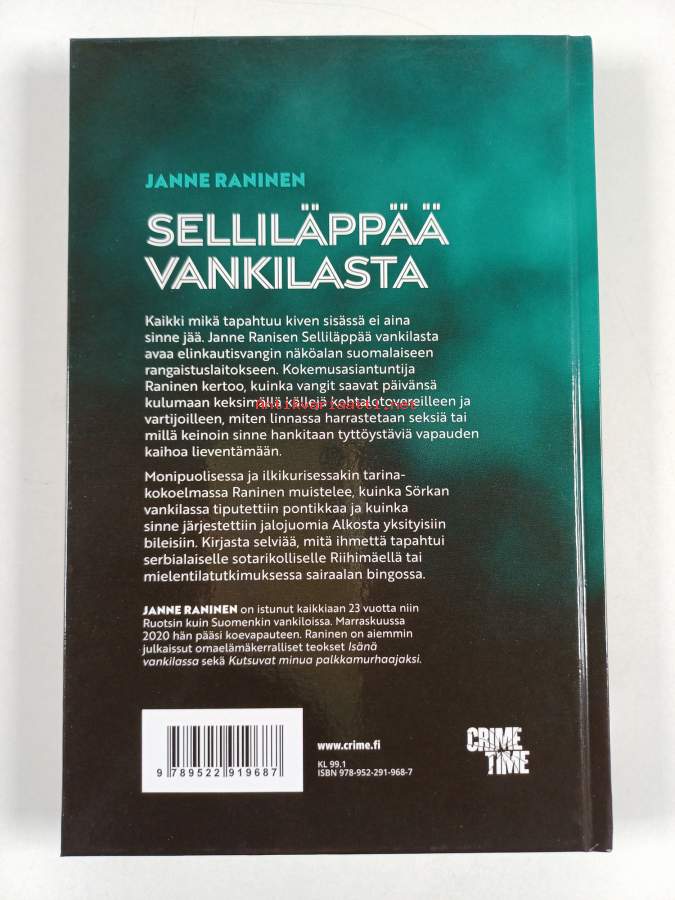 JANNE RANINEN
SELLILÄPPÄÄ
VANKILASTA
Kaikki mikä tapahtuu kiven sisässä ei aina
sinne jää. Janne Ranisen Selliläppää vankilasta
avaa elinkautisvangin näköalan suomalaiseen
rangaistuslaitokseen. Kokemusasiantuntija
Raninen kertoo, kuinka vangit saavat päivänsä
kulumaan keksimällä källejä kohtalotovereilleen ja
Antikvariaatti.net
vartijoilleen, miten linnassa harrastetaan seksiä tai
millä keinoin sinne hankitaan tyttöystäviä vapauden
kaihoa lieventämään.
Monipuolisessa ja ilkikurisessakin tarina-
kokoelmassa Raninen muistelee, kuinka Sörkan
vankilassa tiputettiin pontikkaa ja kuinka
sinne järjestettiin jalojuomia Alkosta yksityisiin
bileisiin. Kirjasta selviää, mitä ihmettä tapahtui
serbialaiselle sotarikolliselle Riihimäellä tai
mielentilatutkimuksessa sairaalan bingossa.
JANNE RANINEN on istunut kaikkiaan 23 vuotta niin
Ruotsin kuin Suomenkin vankiloissa. Marraskuussa
2020 hän pääsi koevapauteen. Raninen on aiemmin
julkaissut omaelämäkerralliset teokset Isänä
vankilassa sekä Kutsuvat minua palkkamurhaajaksi.
www.crime.fi
KL 99.1
ISBN 978-952-291-968-7
9 789522 919687
CRIME
TIME